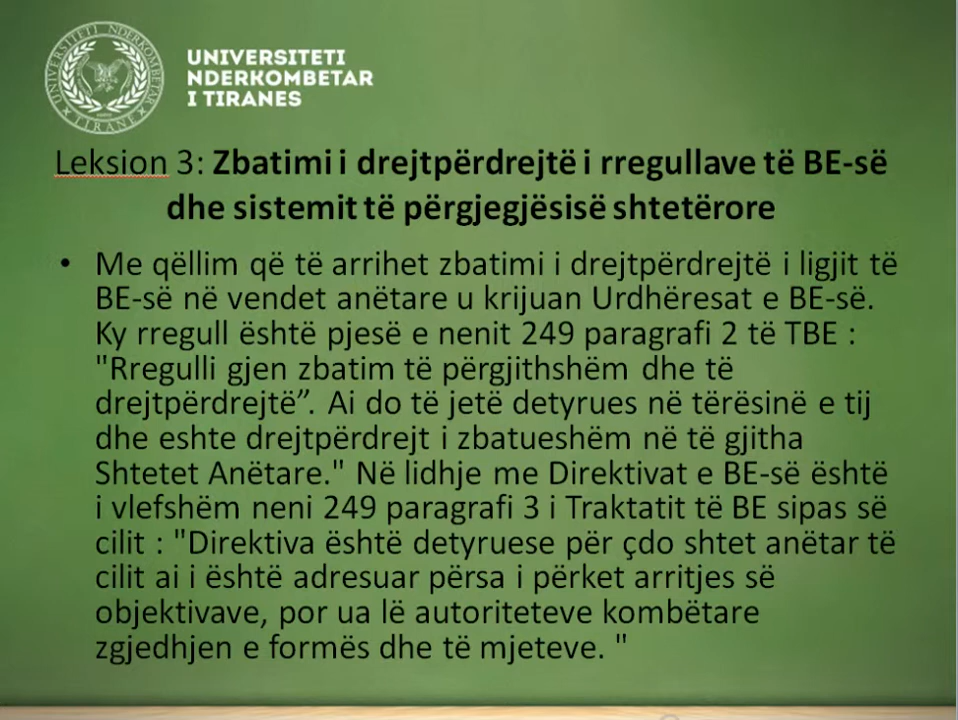 UNIVERSITETI NDERKOMBETAR
TIRANE
UNIVERSITETI
NDERKOMBETAR
I TIRANES
Leksion 3: Zbatimi i drejtpërdrejtë i rregullave të BE-së
dhe sistemit të përgjegjësisë shtetërore
• Me qëllim që të arrihet zbatimi i drejtpërdrejtë i ligjit të
BE-së në vendet anëtare u krijuan Urdhëresat e BE-së.
Ky rregull është pjesë e nenit 249 paragrafi 2 të TBE :
"Rregulli gjen zbatim të përgjithshëm dhe të
drejtpërdrejtë”. Ai do të jetë detyrues në tërësinë e tij
dhe eshte drejtpërdrejt i zbatueshëm në të gjitha
Shtetet Anëtare." Në lidhje me Direktivat e BE-së është
i vlefshëm neni 249 paragrafi 3 i Traktatit të BE sipas së
cilit : "Direktiva është detyruese për çdo shtet anëtar të
cilit ai i është adresuar përsa i përket arritjes së
objektivave, por ua lë autoriteteve kombëtare
zgjedhjen e formës dhe të mjeteve. "